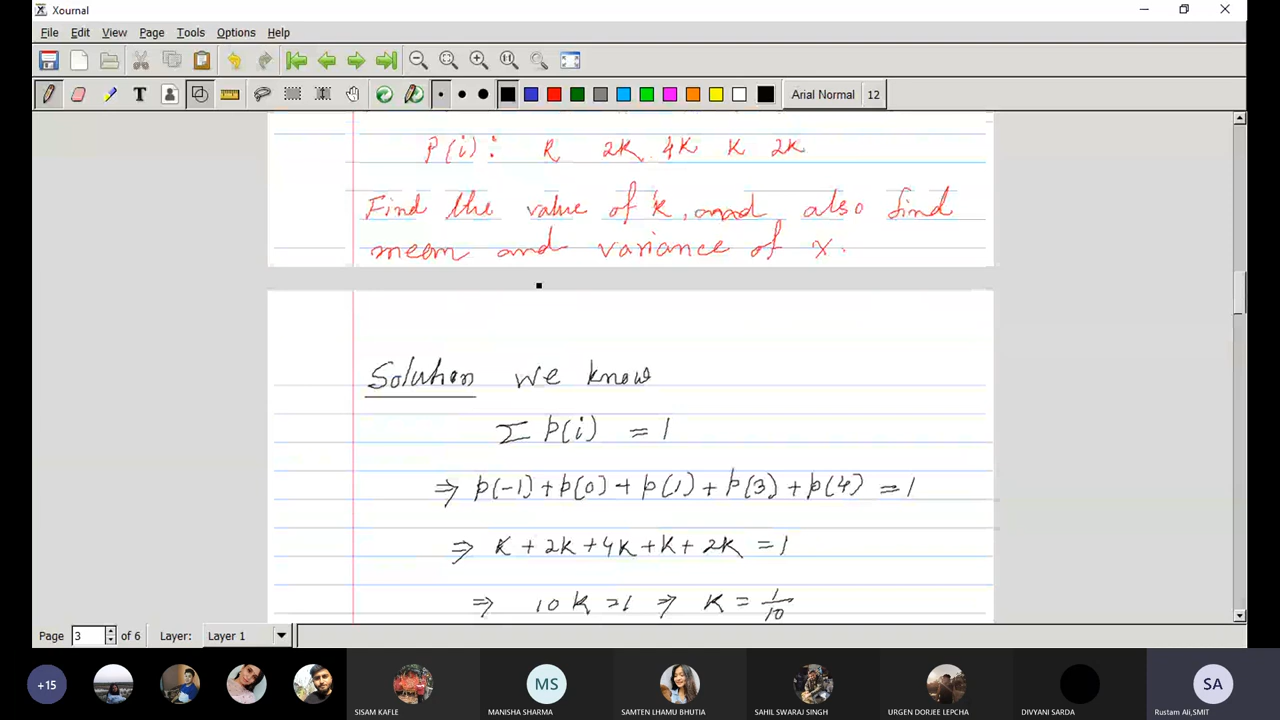 Xournal
File Edit View Page Tools Options Help
Arial Normal 12
P(i): K 2K 4K K 2K
Find the value of K, and also find
mean and variance of X.
Solution We know
Σ p(i) = 1
⇒ p(-1) + p(0) + p(1) + p(3) + p(4) = 1
⇒ K + 2K + 4K + K + 2K = 1
⇒ 10 K = 1 ⇒ K = 1/10
Page 3 of 6 Layer: Layer 1
+15 SISAM KAFLE MS MANISHA SHARMA SAMTEN LHAMU BHUTIA SAHIL SWARAJ SINGH URGEN DORJEE LEPCHA DIVYANI SARDA SA Rustam Ali,SMIT